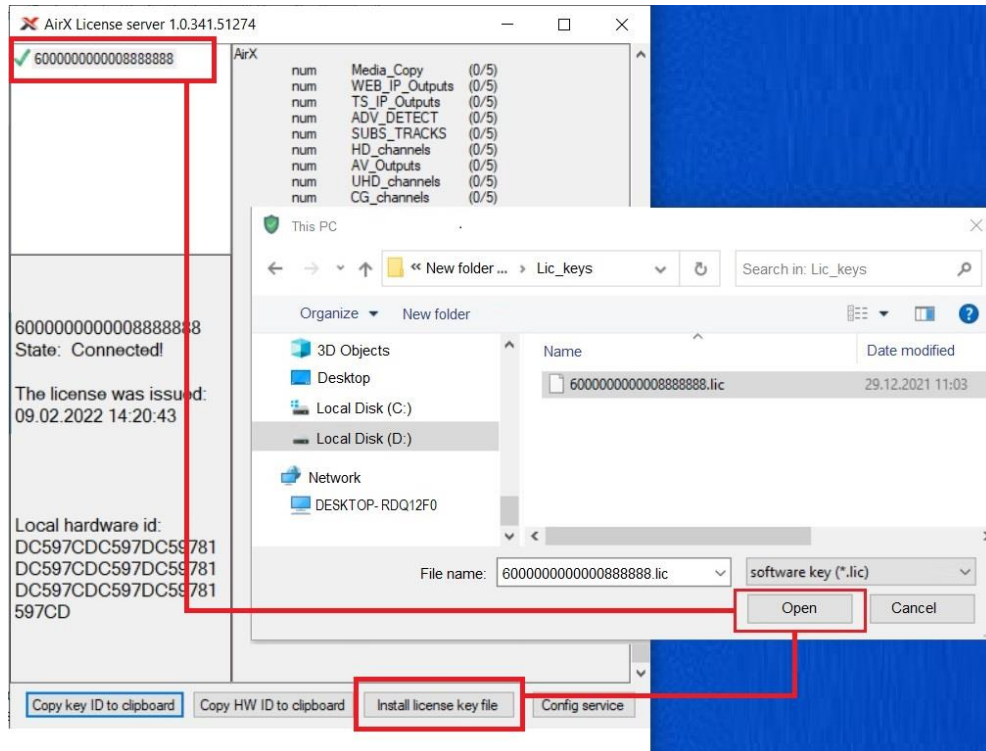 AirX License server 1.0.341.51274
6000000000008888888
AirX
num Media_Copy (0/5)
num WEB_IP_Outputs (0/5)
num TS_IP_Outputs (0/5)
num ADV_DETECT (0/5)
num SUBS_TRACKS (0/5)
num HD_channels (0/5)
num AV_Outputs (0/5)
num UHD_channels (0/5)
num CG_channels (0/5)
This PC
« New folder ... › Lic_keys
Search in: Lic_keys
Organize
New folder
3D Objects
Desktop
Local Disk (C:)
Local Disk (D:)
Network
DESKTOP- RDQ12F0
Name
Date modified
6000000000008888888.lic
29.12.2021 11:03
File name:
6000000000000888888.lic
software key (*.lic)
Open
Cancel
6000000000008888888
State: Connected!
The license was issued:
09.02.2022 14:20:43
Local hardware id:
DC597CDC597DC59781
DC597CDC597DC59781
DC597CDC597DC59781
597CD
Copy key ID to clipboard
Copy HW ID to clipboard
Install license key file
Config service